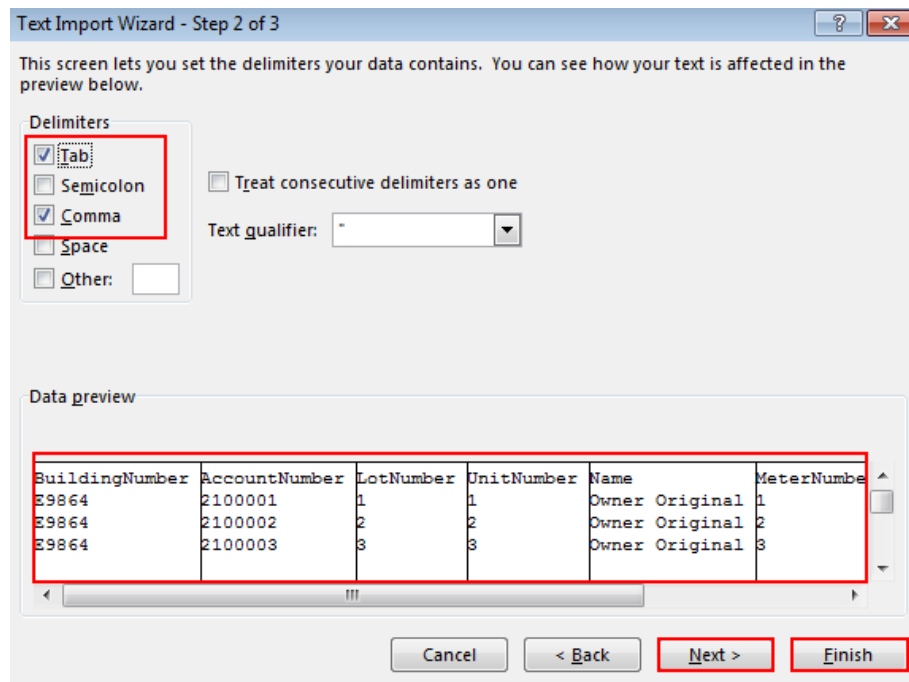 Text Import Wizard - Step 2 of 3
This screen lets you set the delimiters your data contains. You can see how your text is affected in the
preview below.
Delimiters
Tab
Semicolon
Comma
Space
Other:
Treat consecutive delimiters as one
Text qualifier: "
Data preview
BuildingNumber AccountNumber LotNumber UnitNumber Name MeterNumbe
E9864 2100001 1 1 Owner Original 1
E9864 2100002 2 2 Owner Original 2
E9864 2100003 3 3 Owner Original 3
Cancel < Back Next > Finish